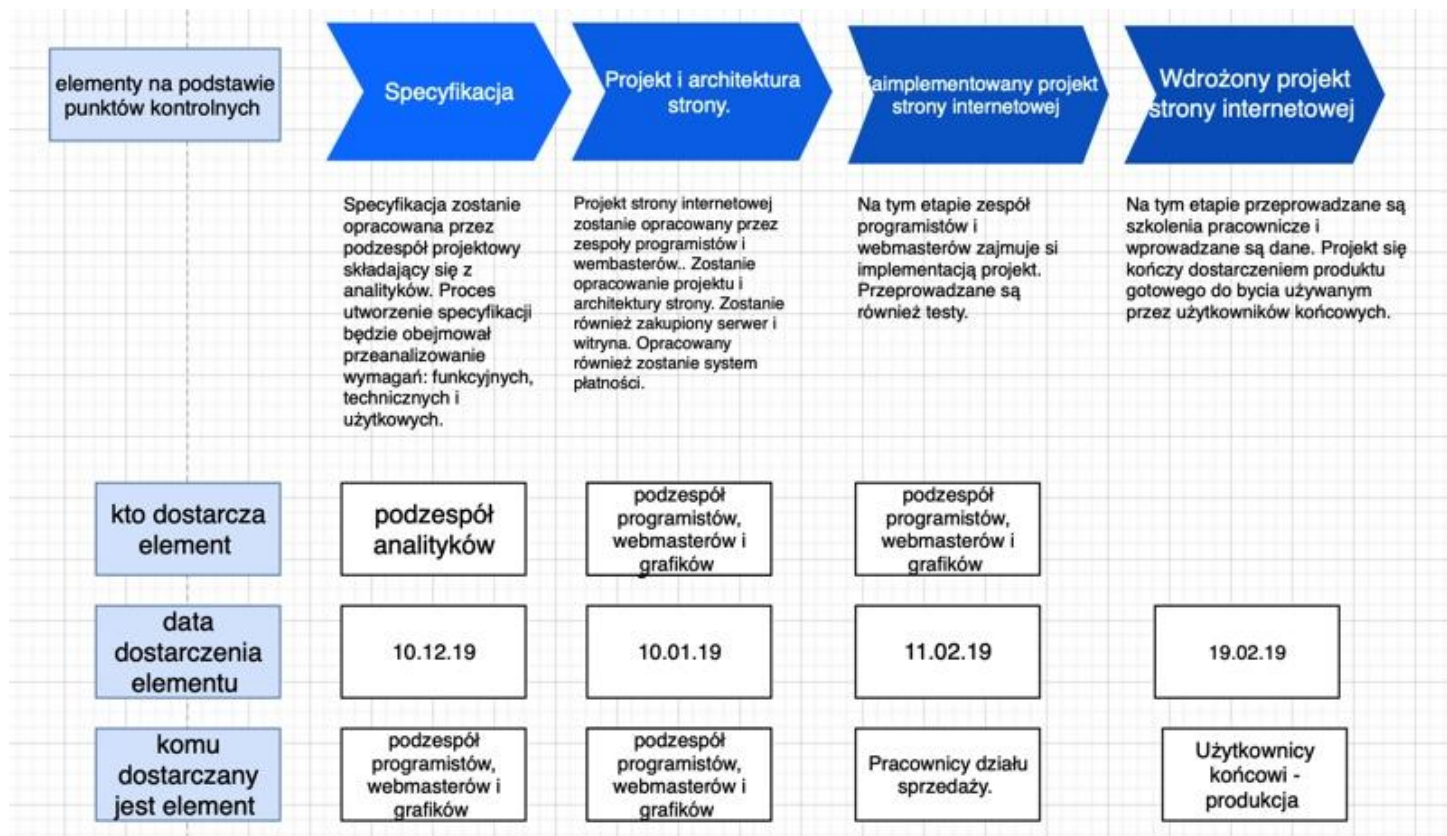 elementy na podstawie
punktów kontrolnych
Specyfikacja
Projekt i architektura
strony.
aimplementowany projekt
strony internetowej
Wdrożony projekt
strony internetowej
Specyfikacja zostanie
opracowana przez
podzespół projektowy
składający się z
analityków. Proces
utworzenie specyfikacji
będzie obejmował
przeanalizowanie
wymagań: funkcyjnych,
technicznych i
użytkowych.
Projekt strony internetowej
zostanie opracowany przez
zespoły programistów i
wembasterów.. Zostanie
opracowanie projektu i
architektury strony. Zostanie
również zakupiony serwer i
witryna. Opracowany
również zostanie system
płatności.
Na tym etapie zespół
programistów i
webmasterów zajmuje si
implementacją projekt.
Przeprowadzane są
również testy.
Na tym etapie przeprowadzane są
szkolenia pracownicze i
wprowadzane są dane. Projekt się
kończy dostarczeniem produktu
gotowego do bycia używanym
przez użytkowników końcowych.
kto dostarcza
element
podzespół
analityków
podzespół
programistów,
webmasterów i
grafików
podzespół
programistów,
webmasterów i
grafików
data
dostarczenia
elementu
10.12.19
10.01.19
11.02.19
19.02.19
komu
dostarczany
jest element
podzespół
programistów,
webmasterów i
grafików
podzespół
programistów,
webmasterów i
grafików
Pracownicy działu
sprzedaży.
Użytkownicy
końcowi -
produkcja